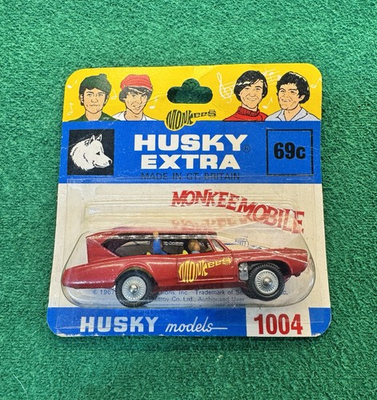 MONKEES
HUSKY
EXTRA
69c
MADE IN GT. BRITAIN
MONKEEMOBILE
MONKEES
HUSKY models
1004